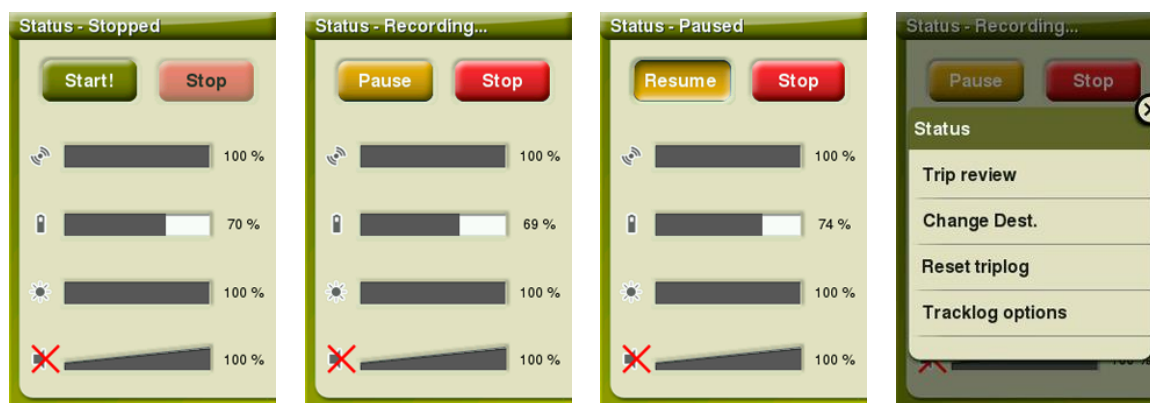 Status - Stopped
Start! Stop
100 %
70 %
100 %
100 %
Status - Recording...
Pause Stop
100 %
69 %
100 %
100 %
Status - Paused
Resume Stop
100 %
74 %
100 %
100 %
Status - Recording...
Pause Stop
Status
Trip review
Change Dest.
Reset triplog
Tracklog options